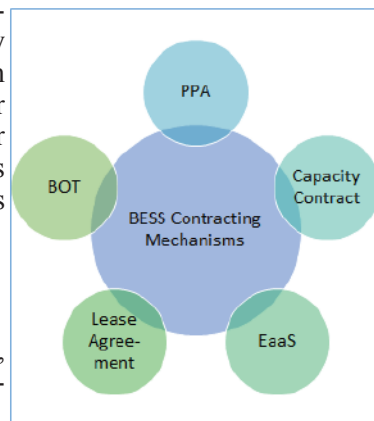 PPA
BOT
Capacity
Contract
BESS Contracting
Mechanisms
Lease
Agree-
ment
EaaS